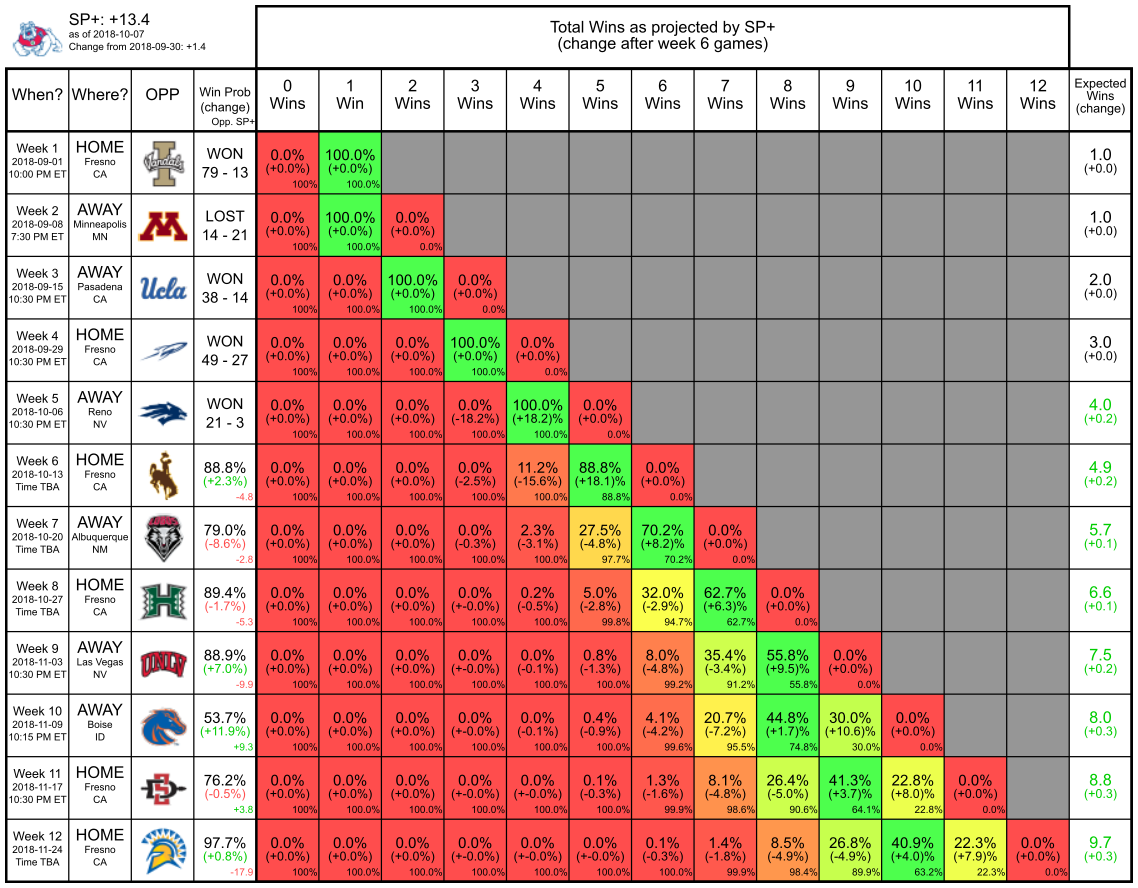 SP+: +13.4
as of 2018-10-07
Change from 2018-09-30: +1.4
Total Wins as projected by SP+
(change after week 6 games)
When? Where? OPP Win Prob (change) Opp. SP+ 0 Wins 1 Win 2 Wins 3 Wins 4 Wins 5 Wins 6 Wins 7 Wins 8 Wins 9 Wins 10 Wins 11 Wins 12 Wins Expected Wins (change)
Week 1 HOME Vandals WON 0.0% 100.0% 1.0
2018-09-01 Fresno 79 - 13 (+0.0%) (+0.0%) (+0.0)
10:00 PM ET CA 100% 100.0%
Week 2 AWAY M LOST 0.0% 100.0% 0.0% 1.0
2018-09-08 Minneapolis 14 - 21 (+0.0%) (+0.0%) (+0.0%) (+0.0)
7:30 PM ET MN 100% 100.0% 0.0%
Week 3 AWAY Ucla WON 0.0% 0.0% 100.0% 0.0% 2.0
2018-09-15 Pasadena 38 - 14 (+0.0%) (+0.0%) (+0.0%) (+0.0%) (+0.0)
10:30 PM ET CA 100% 100.0% 100.0% 0.0%
Week 4 HOME WON 0.0% 0.0% 0.0% 100.0% 0.0% 3.0
2018-09-29 Fresno 49 - 27 (+0.0%) (+0.0%) (+0.0%) (+0.0%) (+0.0%) (+0.0)
10:30 PM ET CA 100% 100.0% 100.0% 100.0% 0.0%
Week 5 AWAY WON 0.0% 0.0% 0.0% 0.0% 100.0% 0.0% 4.0
2018-10-06 Reno 21 - 3 (+0.0%) (+0.0%) (+0.0%) (-18.2%) (+18.2)% (+0.0%) (+0.2)
10:30 PM ET NV 100% 100.0% 100.0% 100.0% 100.0% 0.0%
Week 6 HOME 88.8% 0.0% 0.0% 0.0% 0.0% 11.2% 88.8% 0.0% 4.9
2018-10-13 Fresno (+2.3%) (+0.0%) (+0.0%) (+0.0%) (-2.5%) (-15.6%) (+18.1)% (+0.0%) (+0.2)
Time TBA CA -4.8 100% 100.0% 100.0% 100.0% 100.0% 88.8% 0.0%
Week 7 AWAY LOBOS 79.0% 0.0% 0.0% 0.0% 0.0% 2.3% 27.5% 70.2% 0.0% 5.7
2018-10-20 Albuquerque (-8.6%) (+0.0%) (+0.0%) (+0.0%) (-0.3%) (-3.1%) (-4.8%) (+8.2)% (+0.0%) (+0.1)
Time TBA NM -2.8 100% 100.0% 100.0% 100.0% 100.0% 97.7% 70.2% 0.0%
Week 8 HOME H 89.4% 0.0% 0.0% 0.0% 0.0% 0.2% 5.0% 32.0% 62.7% 0.0% 6.6
2018-10-27 Fresno (-1.7%) (+0.0%) (+0.0%) (+0.0%) (+-0.0%) (-0.5%) (-2.8%) (-2.9%) (+6.3)% (+0.0%) (+0.1)
Time TBA CA -5.3 100% 100.0% 100.0% 100.0% 100.0% 99.8% 94.7% 62.7% 0.0%
Week 9 AWAY UNLV 88.9% 0.0% 0.0% 0.0% 0.0% 0.0% 0.8% 8.0% 35.4% 55.8% 0.0% 7.5
2018-11-03 Las Vegas (+7.0%) (+0.0%) (+0.0%) (+0.0%) (+-0.0%) (-0.1%) (-1.3%) (-4.8%) (-3.4%) (+9.5)% (+0.0%) (+0.2)
10:30 PM ET NV -9.9 100% 100.0% 100.0% 100.0% 100.0% 100.0% 99.2% 91.2% 55.8% 0.0%
Week 10 AWAY 53.7% 0.0% 0.0% 0.0% 0.0% 0.0% 0.4% 4.1% 20.7% 44.8% 30.0% 0.0% 8.0
2018-11-09 Boise (+11.9%) (+0.0%) (+0.0%) (+0.0%) (+-0.0%) (-0.1%) (-0.9%) (-4.2%) (-7.2%) (+1.7)% (+10.6)% (+0.0%) (+0.3)
10:15 PM ET ID +9.3 100% 100.0% 100.0% 100.0% 100.0% 100.0% 99.6% 95.5% 74.8% 30.0% 0.0%
Week 11 HOME SD 76.2% 0.0% 0.0% 0.0% 0.0% 0.0% 0.1% 1.3% 8.1% 26.4% 41.3% 22.8% 0.0% 8.8
2018-11-17 Fresno (-0.5%) (+0.0%) (+0.0%) (+0.0%) (+-0.0%) (+-0.0%) (-0.3%) (-1.6%) (-4.8%) (-5.0%) (+3.7)% (+8.0)% (+0.0%) (+0.3)
10:30 PM ET CA +3.8 100% 100.0% 100.0% 100.0% 100.0% 100.0% 99.9% 98.6% 90.6% 64.1% 22.8% 0.0%
Week 12 HOME 97.7% 0.0% 0.0% 0.0% 0.0% 0.0% 0.0% 0.1% 1.4% 8.5% 26.8% 40.9% 22.3% 0.0% 9.7
2018-11-24 Fresno (+0.8%) (+0.0%) (+0.0%) (+0.0%) (+-0.0%) (+-0.0%) (+-0.0%) (-0.3%) (-1.8%) (-4.9%) (-4.9%) (+4.0)% (+7.9)% (+0.0%) (+0.3)
Time TBA CA -17.9 100% 100.0% 100.0% 100.0% 100.0% 100.0% 100.0% 99.9% 98.4% 89.9% 63.2% 22.3% 0.0%